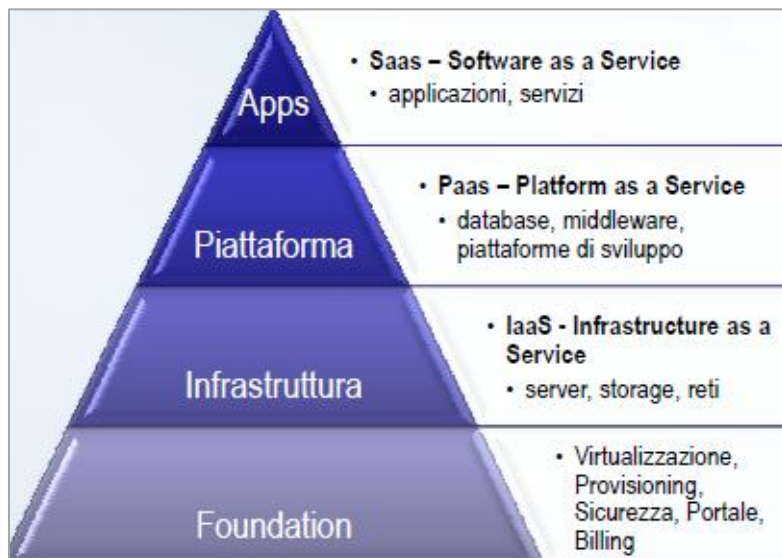 • Saas – Software as a Service
• applicazioni, servizi
Apps
• Paas – Platform as a Service
• database, middleware,
piattaforme di sviluppo
Piattaforma
• IaaS - Infrastructure as a
Service
• server, storage, reti
Infrastruttura
• Virtualizzazione,
Provisioning,
Sicurezza, Portale,
Billing
Foundation